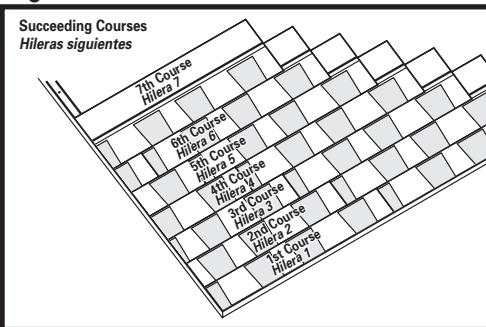 Succeeding Courses
Hileras siguientes
7th Course
Hilera 7
6th Course
Hilera 6
5th Course
Hilera 5
4th Course
Hilera 4
3rd Course
Hilera 3
2nd Course
Hilera 2
1st Course
Hilera 1